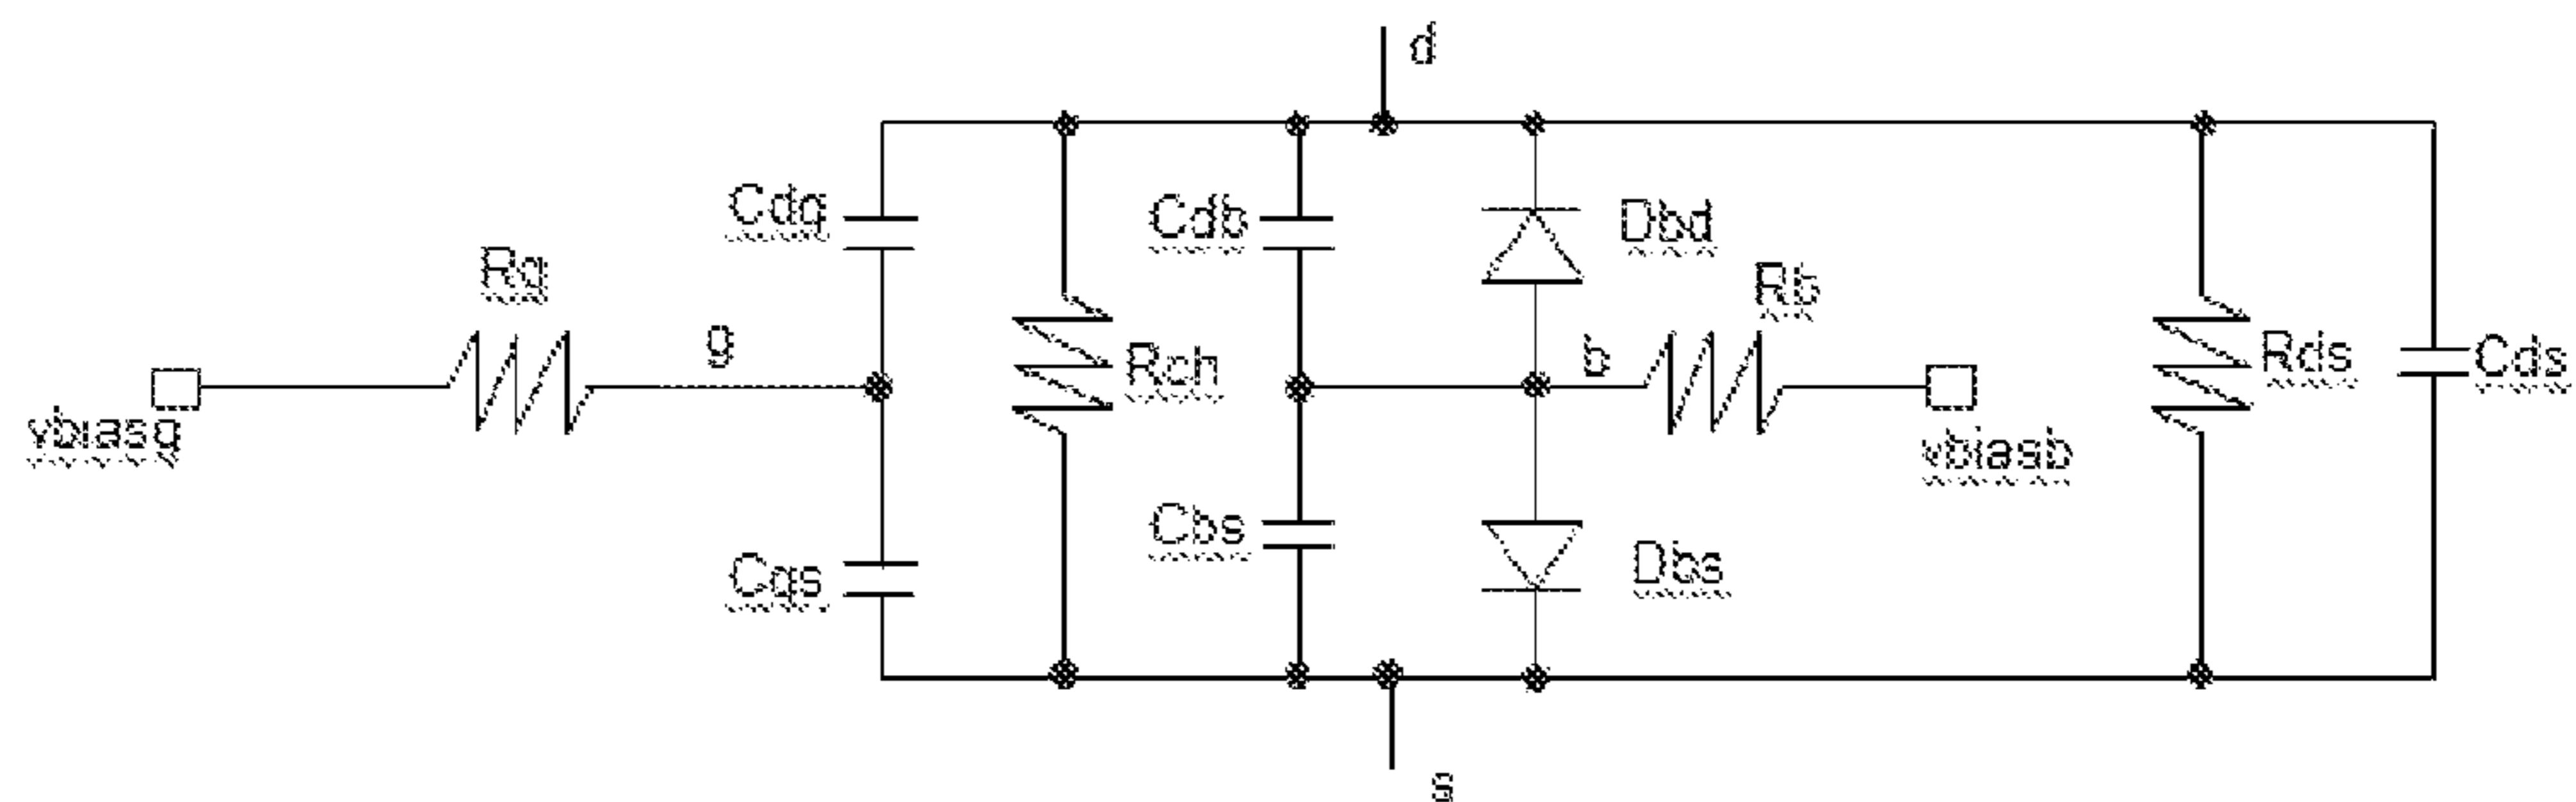 d
Cdg
Cdb
Dbd
Rg
Rb
g
Rch
b
Rds
Cds
vbiasg
vbiasb
Cbs
Cgs
Dbs
s